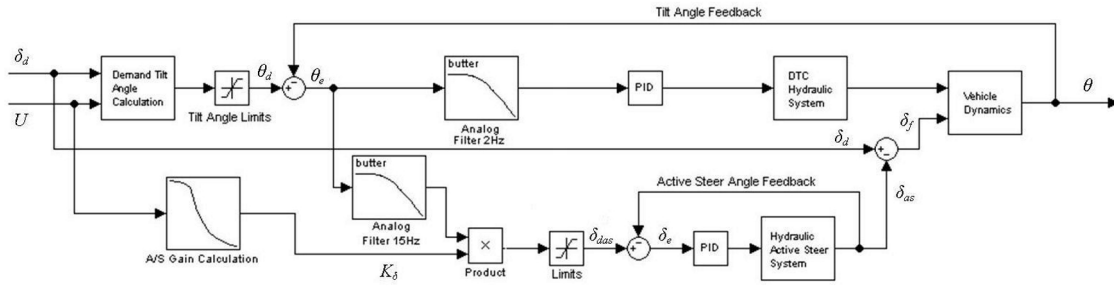 Tilt Angle Feedback
δd
Demand Tilt
Angle
Calculation
θd
θe
butter
PID
DTC
Hydraulic
System
Vehicle
Dynamics
θ
U
Tilt Angle Limits
Analog
Filter 2Hz
δf
δd
butter
Active Steer Angle Feedback
δas
Analog
Filter 15Hz
A/S Gain Calculation
Kδ
×
Product
δdas
Limits
δe
PID
Hydraulic
Active Steer
System